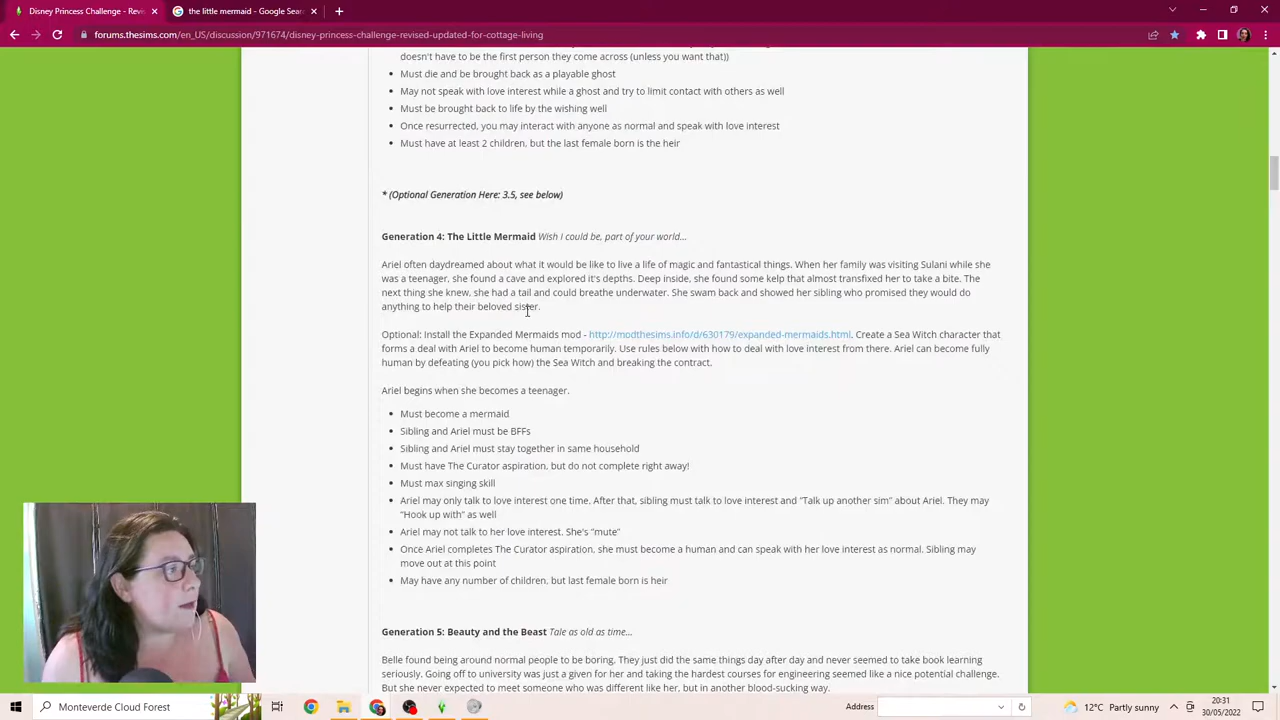 Disney Princess Challenge
the little mermaid - Google Sear
forums.thesims.com/en_US/discussion/971674/disney-princess-challenge-revised-updated-for-cottage-living
doesn't have to be the first person they come across (unless you want that))
Must die and be brought back as a playable ghost
May not speak with love interest while a ghost and try to limit contact with others as well
Must be brought back to life by the wishing well
Once resurrected, you may interact with anyone as normal and speak with love interest
Must have at least 2 children, but the last female born is the heir
* (Optional Generation Here: 3.5, see below)
Generation 4: The Little Mermaid Wish I could be, part of your world...
Ariel often daydreamed about what it would be like to live a life of magic and fantastical things. When her family was visiting Sulani while she
was a teenager, she found a cave and explored it's depths. Deep inside, she found some kelp that almost transfixed her to take a bite. The
next thing she knew, she had a tail and could breathe underwater. She swam back and showed her sibling who promised they would do
anything to help their beloved sister.
Optional: Install the Expanded Mermaids mod - http://modthesims.info/d/630179/expanded-mermaids.html. Create a Sea Witch character that
forms a deal with Ariel to become human temporarily. Use rules below with how to deal with love interest from there. Ariel can become fully
human by defeating (you pick how) the Sea Witch and breaking the contract.
Ariel begins when she becomes a teenager.
Must become a mermaid
Sibling and Ariel must be BFFs
Sibling and Ariel must stay together in same household
Must have The Curator aspiration, but do not complete right away!
Must max singing skill
Ariel may only talk to love interest one time. After that, sibling must talk to love interest and "Talk up another sim" about Ariel. They may
"Hook up with" as well
Ariel may not talk to her love interest. She's "mute"
Once Ariel completes The Curator aspiration, she must become a human and can speak with her love interest as normal. Sibling may
move out at this point
May have any number of children, but last female born is heir
Generation 5: Beauty and the Beast Tale as old as time...
Belle found being around normal people to be boring. They just did the same things day after day and never seemed to take book learning
seriously. Going off to university was just a given for her and taking the hardest courses for engineering seemed like a nice potential challenge.
But she never expected to meet someone who was different like her, but in another blood-sucking way.
Monteverde Cloud Forest
Address
12°C Partly sunny
20:31
30/05/2022